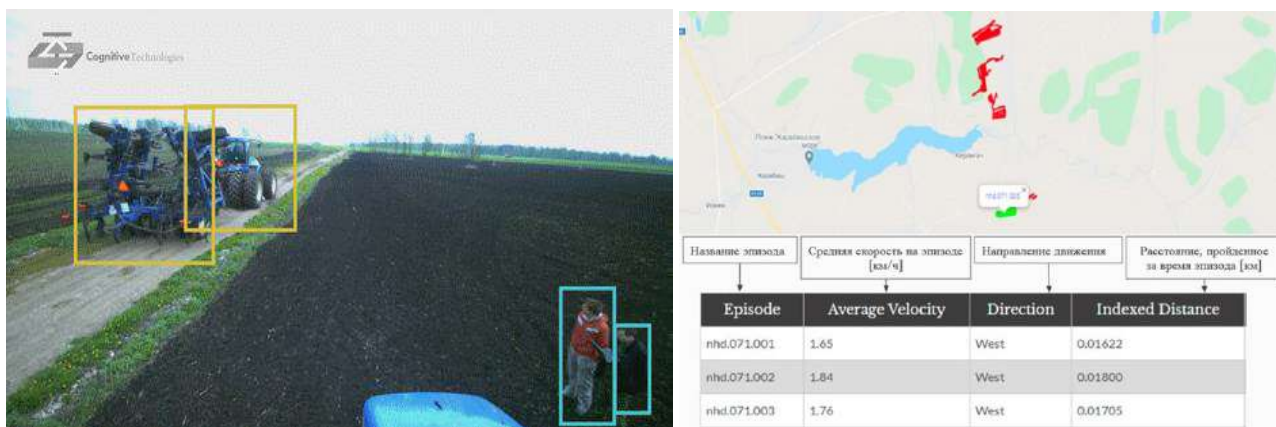 Cognitive Technologies
Название эпизода
Средняя скорость на эпизоде
[км/ч]
Направление движения
Расстояние, пройденное
за время эпизода [км]
Episode Average Velocity Direction Indexed Distance
nhd.071.001 1.65 West 0.01622
nhd.071.002 1.84 West 0.01800
nhd.071.003 1.76 West 0.01705